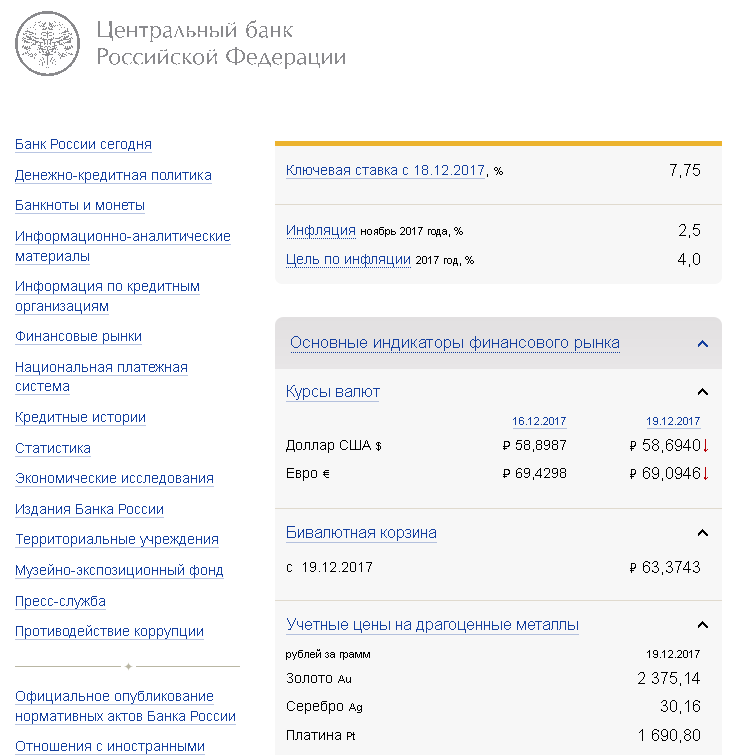 Центральный банк
Российской Федерации
Банк России сегодня
Денежно-кредитная политика
Банкноты и монеты
Информационно-аналитические
материалы
Информация по кредитным
организациям
Финансовые рынки
Национальная платежная
система
Кредитные истории
Статистика
Экономические исследования
Издания Банка России
Территориальные учреждения
Музейно-экспозиционный фонд
Пресс-служба
Противодействие коррупции
Официальное опубликование
нормативных актов Банка России
Отношения с иностранными
Ключевая ставка с 18.12.2017, % 7,75
Инфляция ноябрь 2017 года, % 2,5
Цель по инфляции 2017 год, % 4,0
Основные индикаторы финансового рынка
Курсы валют
16.12.2017 19.12.2017
Доллар США $ ₽ 58,8987 ₽ 58,6940↓
Евро € ₽ 69,4298 ₽ 69,0946↓
Бивалютная корзина
с 19.12.2017 ₽ 63,3743
Учетные цены на драгоценные металлы
рублей за грамм 19.12.2017
Золото Au 2 375,14
Серебро Ag 30,16
Платина Pt 1 690,80